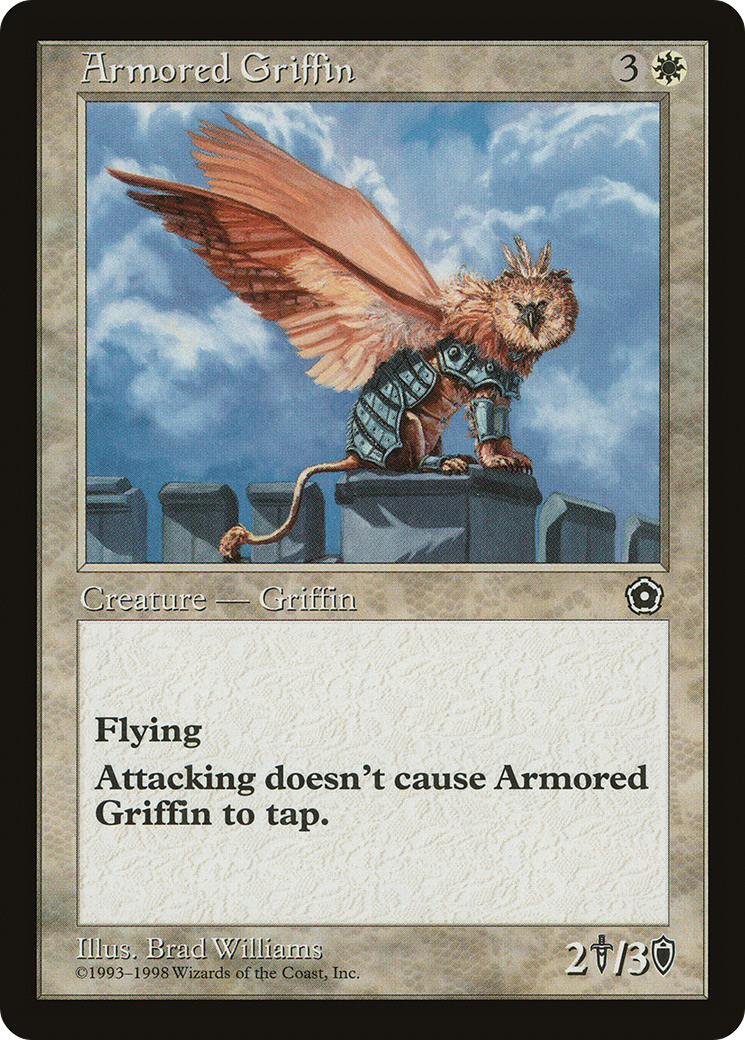 Armored Griffin 3
Creature — Griffin
Flying
Attacking doesn't cause Armored
Griffin to tap.
Illus. Brad Williams
©1993–1998 Wizards of the Coast, Inc.
2/3